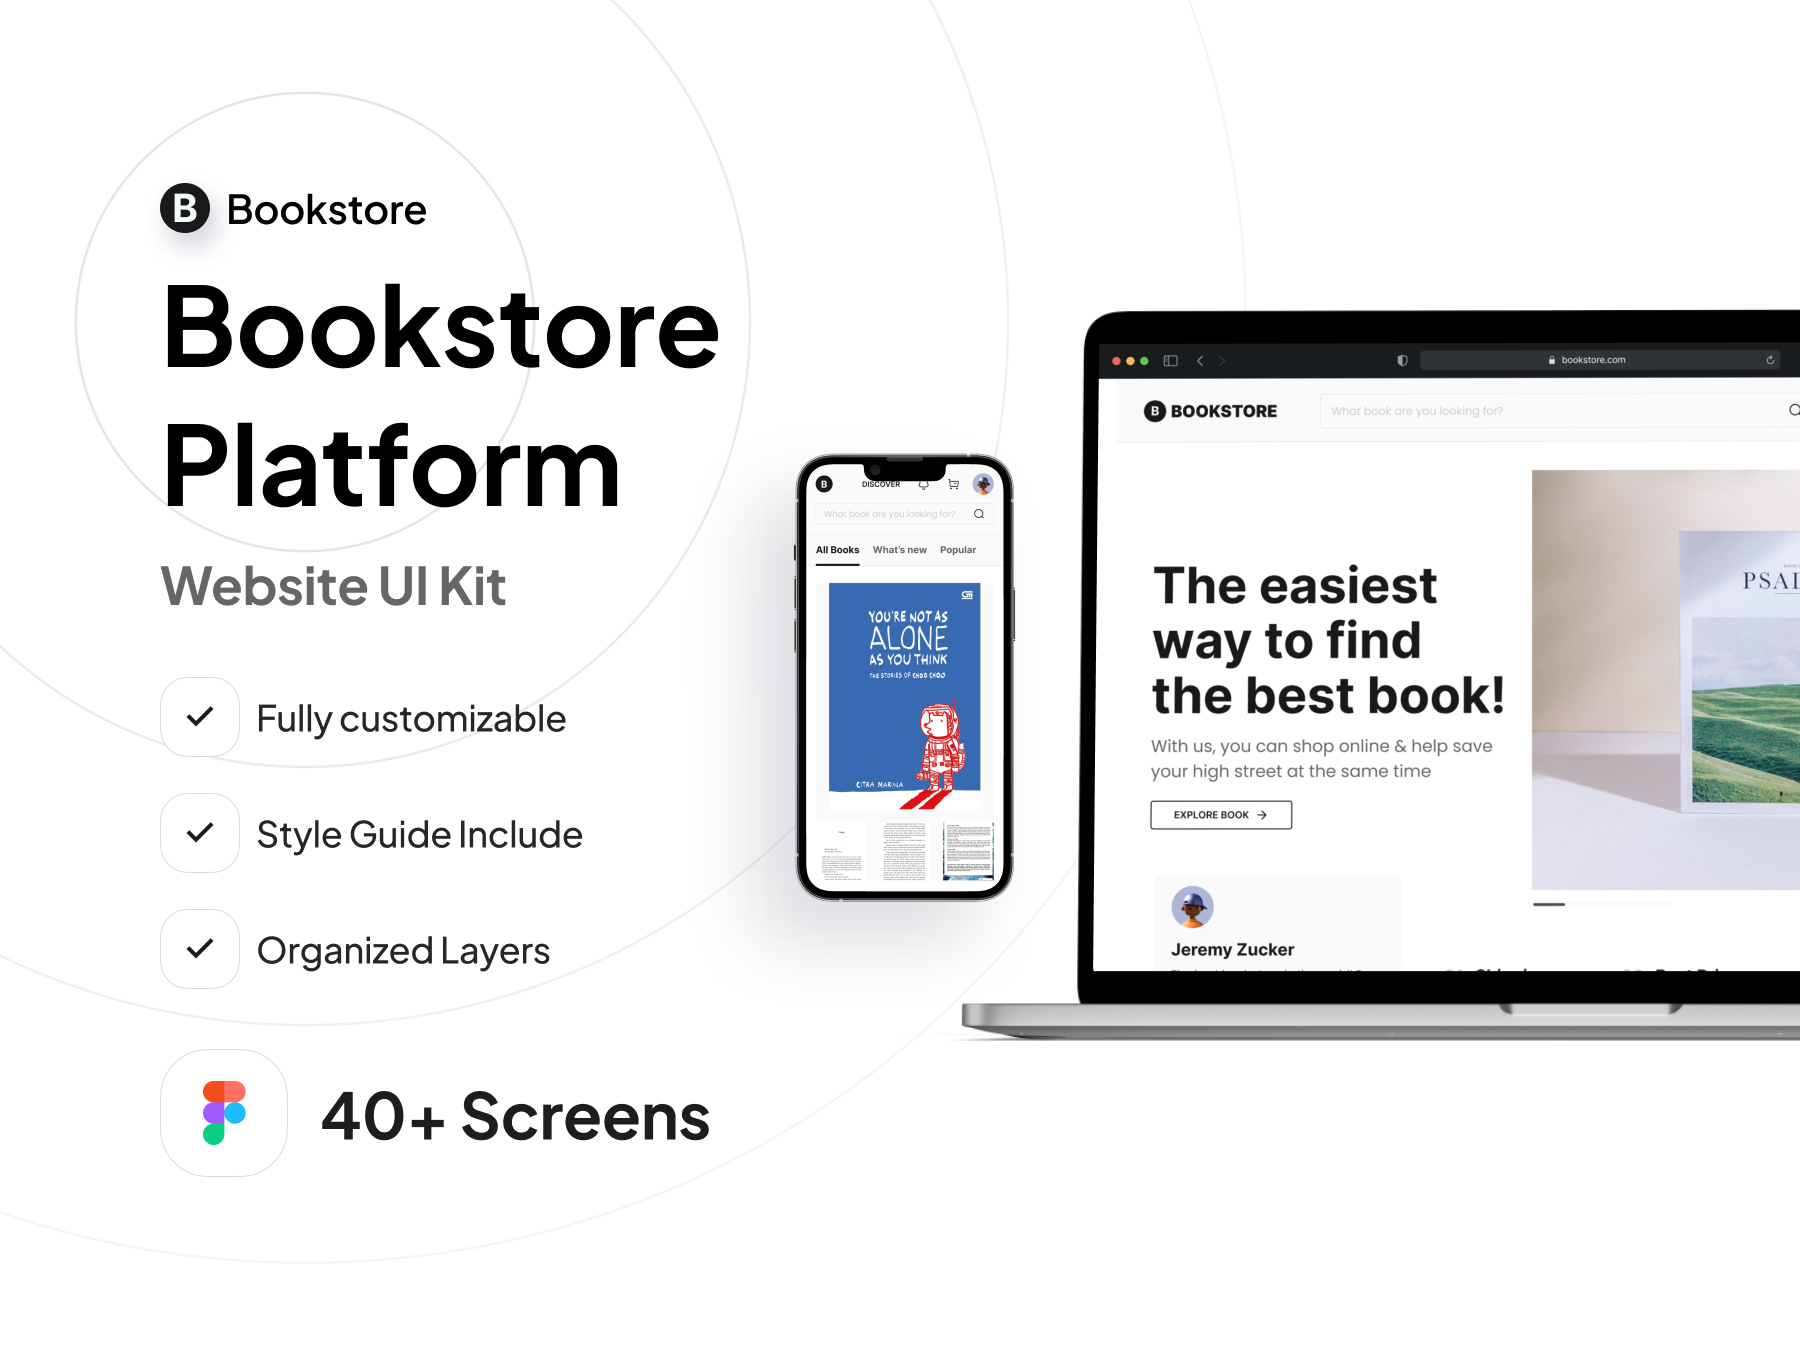 B Bookstore
Bookstore
Platform
Website UI Kit
Fully customizable
Style Guide Include
Organized Layers
40+ Screens
B
DISCOVER
What book are you looking for?
All Books What's new Popular
GM
YOU'RE NOT AS
ALONE
AS YOU THINK
THE STORIES OF CHOO CHOO
CITRA MARINA
bookstore.com
B BOOKSTORE
What book are you looking for?
The easiest
way to find
the best book!
With us, you can shop online & help save
your high street at the same time
EXPLORE BOOK
Jeremy Zucker